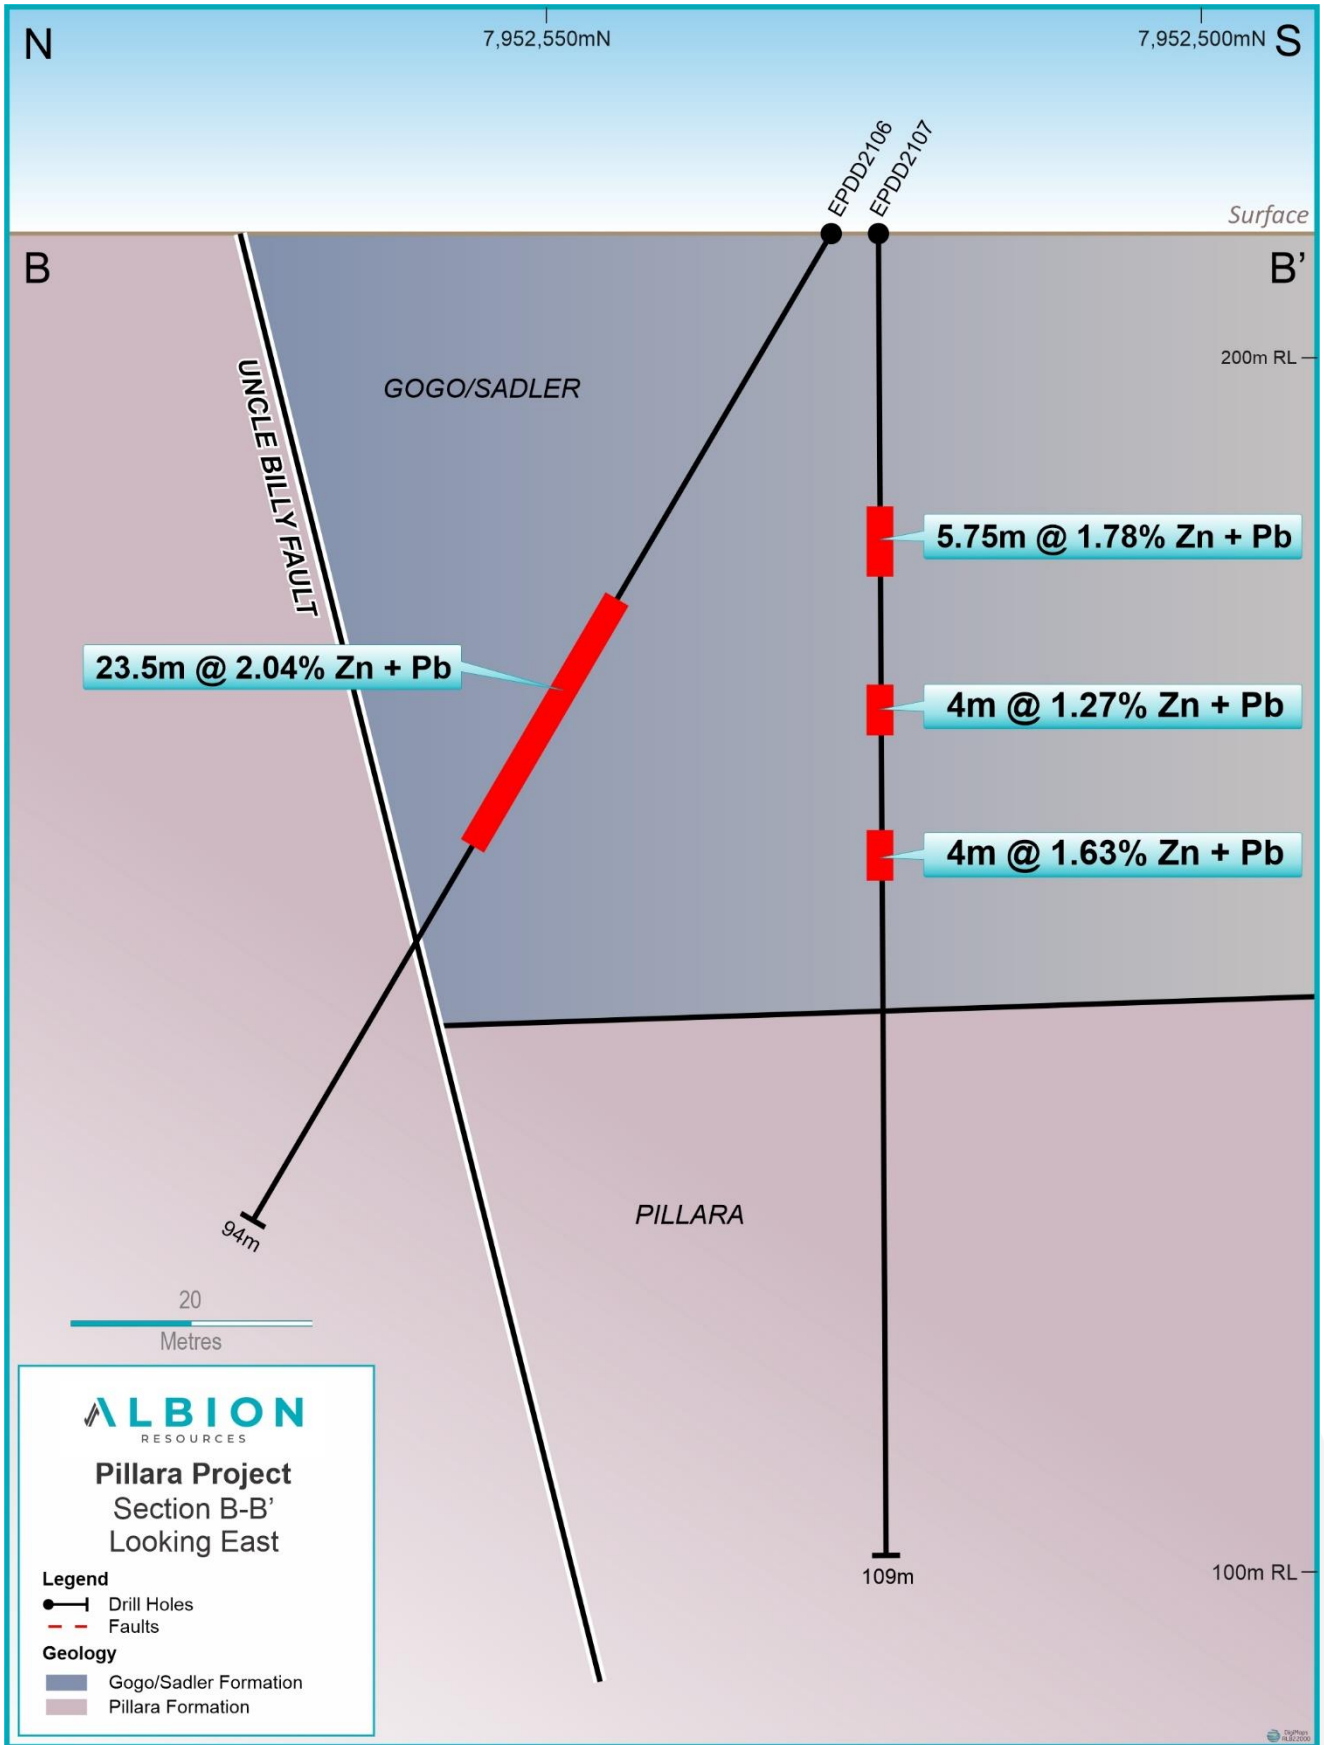 N
7,952,550mN
7,952,500mN
S
EPDD2106
EPDD2107
Surface
B
B’
200m RL
GOGO/SADLER
UNCLE BILLY FAULT
5.75m @ 1.78% Zn + Pb
23.5m @ 2.04% Zn + Pb
4m @ 1.27% Zn + Pb
4m @ 1.63% Zn + Pb
PILLARA
94m
20
Metres
109m
100m RL
ALBION
RESOURCES
Pillara Project
Section B-B’
Looking East
Legend
Drill Holes
Faults
Geology
Gogo/Sadler Formation
Pillara Formation